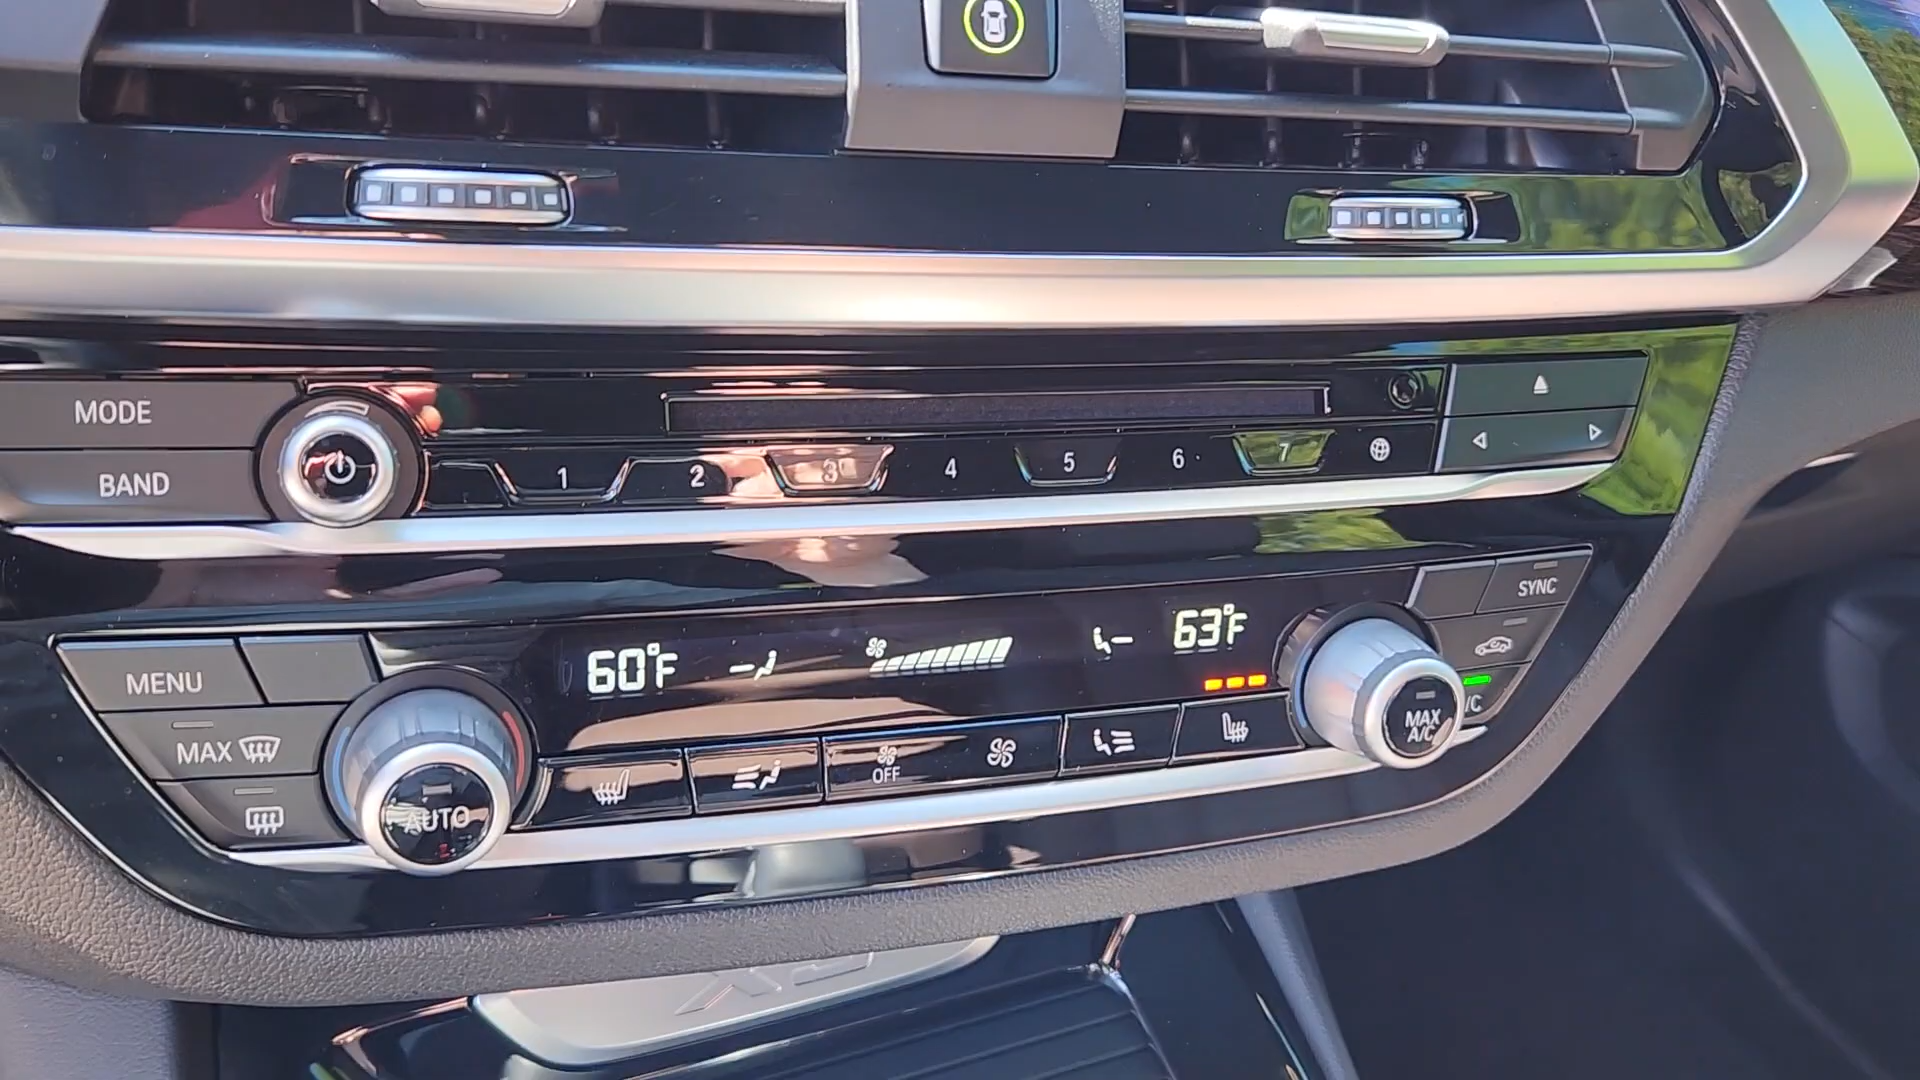 MODE
BAND
1 2 3 4 5 6 7
60°F
63°F
SYNC
MENU
MAX
OFF
AUTO
MAX
A/C
/C